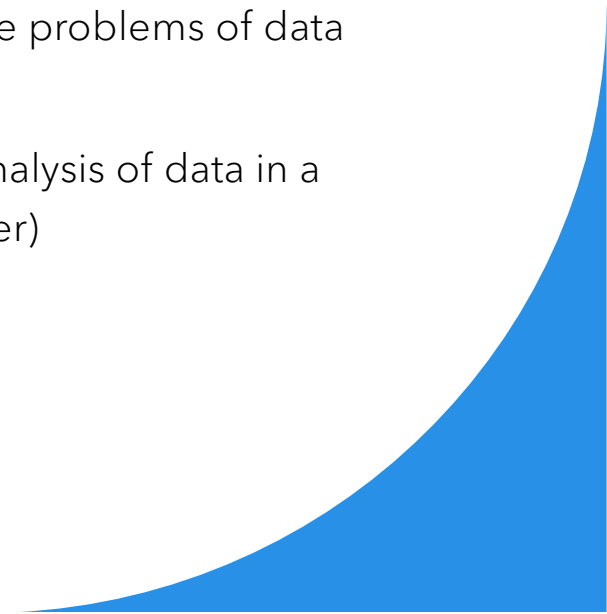 e problems of data
nalysis of data in a
er)